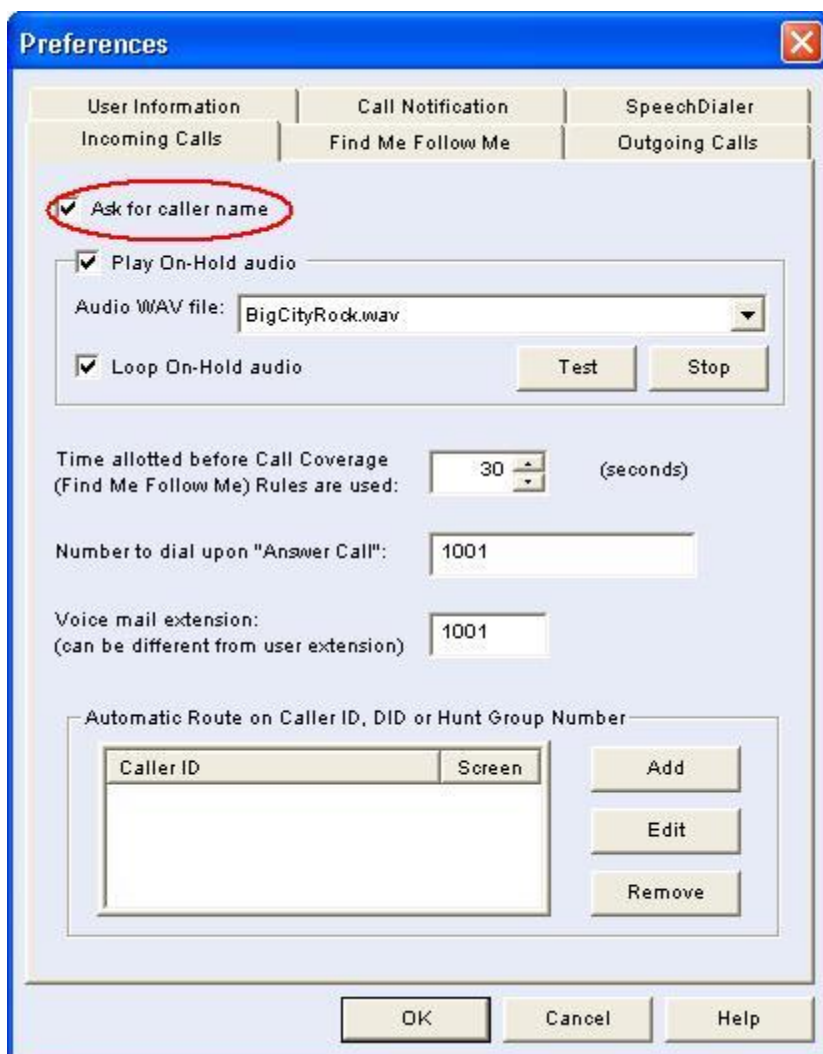 Preferences
User Information
Call Notification
SpeechDialer
Incoming Calls
Find Me Follow Me
Outgoing Calls
Ask for caller name
Play On-Hold audio
Audio WAV file:
BigCityRock.wav
Loop On-Hold audio
Test
Stop
Time allotted before Call Coverage
(Find Me Follow Me) Rules are used:
30
(seconds)
Number to dial upon "Answer Call":
1001
Voice mail extension:
(can be different from user extension)
1001
Automatic Route on Caller ID, DID or Hunt Group Number
Caller ID
Screen
Add
Edit
Remove
OK
Cancel
Help